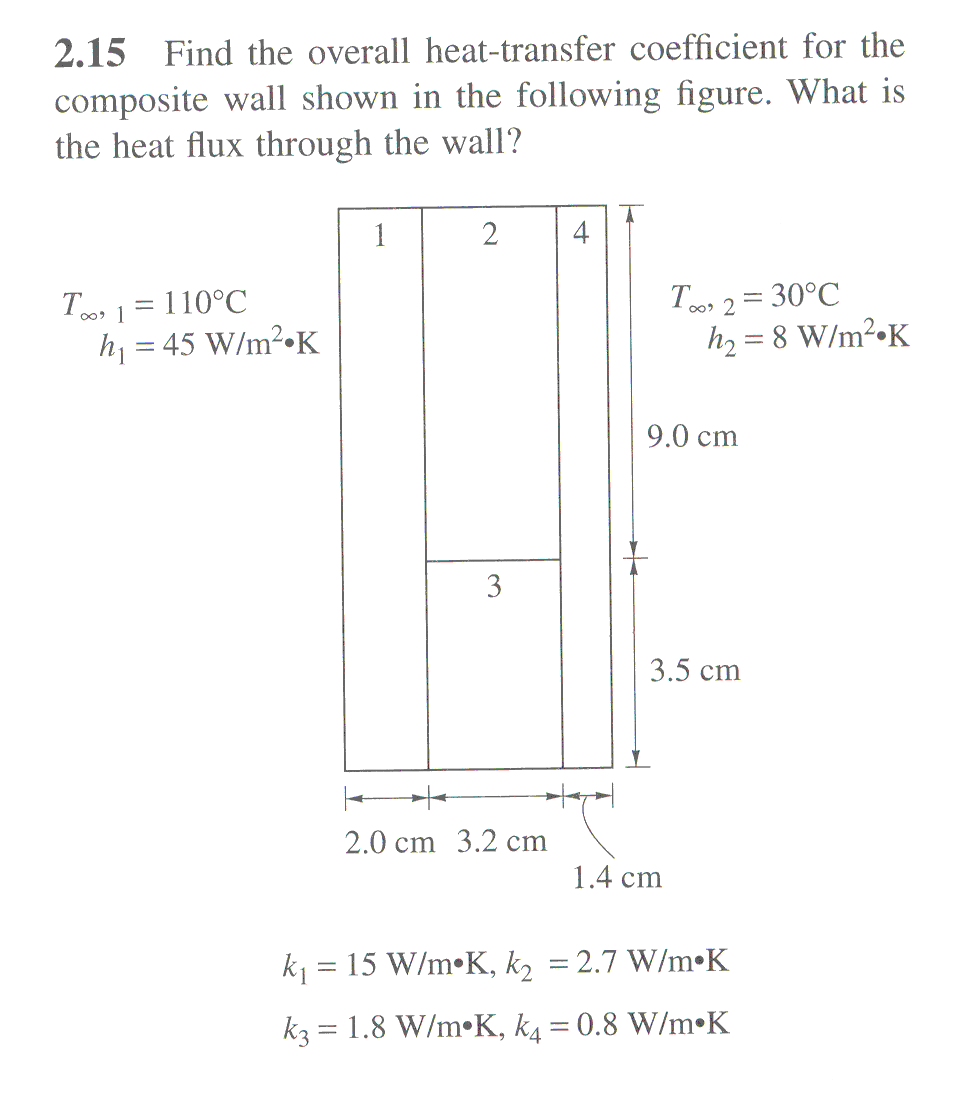 2.15 Find the overall heat-transfer coefficient for the
composite wall shown in the following figure. What is
the heat flux through the wall?
1 2 4
T∞, 1 = 110°C
h₁ = 45 W/m²•K
T∞, 2 = 30°C
h₂ = 8 W/m²•K
9.0 cm
3
3.5 cm
2.0 cm 3.2 cm
1.4 cm
k₁ = 15 W/m•K, k₂ = 2.7 W/m•K
k₃ = 1.8 W/m•K, k₄ = 0.8 W/m•K